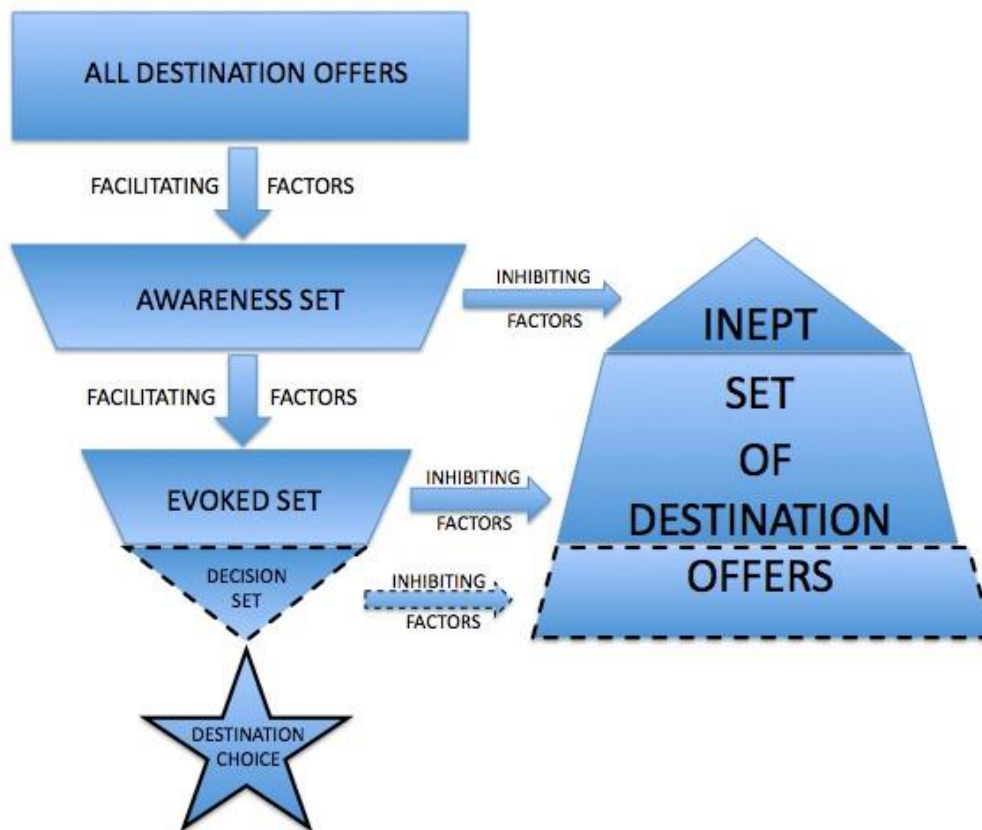 ALL DESTINATION OFFERS
FACILITATING FACTORS
AWARENESS SET
INHIBITING
FACTORS
FACILITATING FACTORS
EVOKED SET
INHIBITING
FACTORS
DECISION
SET
INHIBITING
FACTORS
DESTINATION
CHOICE
INEPT
SET
OF
DESTINATION
OFFERS